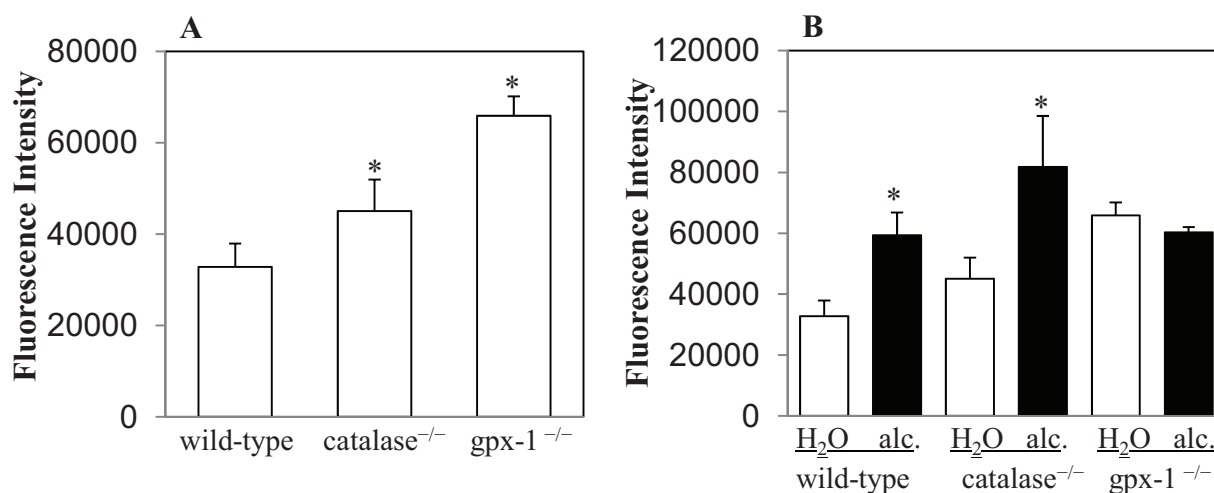 A
Fluorescence Intensity
80000
60000
40000
20000
0
*
*
wild-type catalase⁻/⁻ gpx-1 ⁻/⁻
B
Fluorescence Intensity
120000
100000
80000
60000
40000
20000
0
*
*
H₂O alc. H₂O alc. H₂O alc.
wild-type catalase⁻/⁻ gpx-1 ⁻/⁻